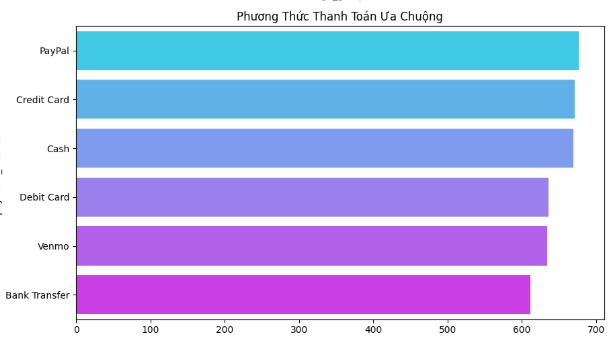 Phương Thức Thanh Toán Ưa Chuộng
PayPal
Credit Card
Cash
Debit Card
Venmo
Bank Transfer
0 100 200 300 400 500 600 700